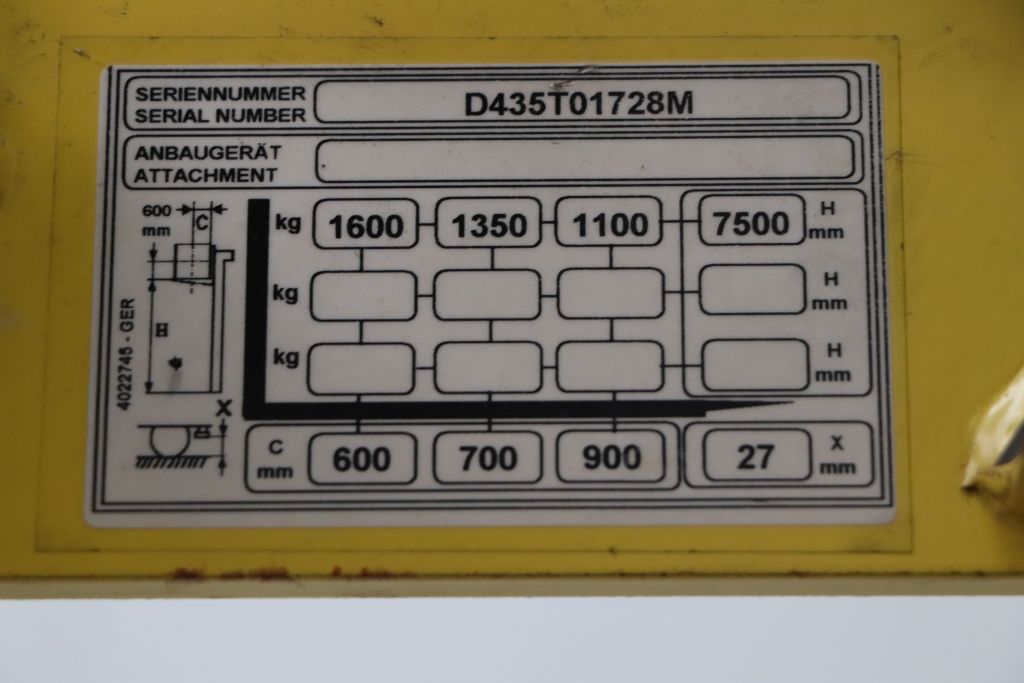 SERIENNUMMER
SERIAL NUMBER
D435T01728M
ANBAUGERÄT
ATTACHMENT
600
mm
C
H
X
4022745 - GER
kg 1600 1350 1100 7500 H
mm
kg H
mm
kg H
mm
C
mm
600 700 900 27 X
mm